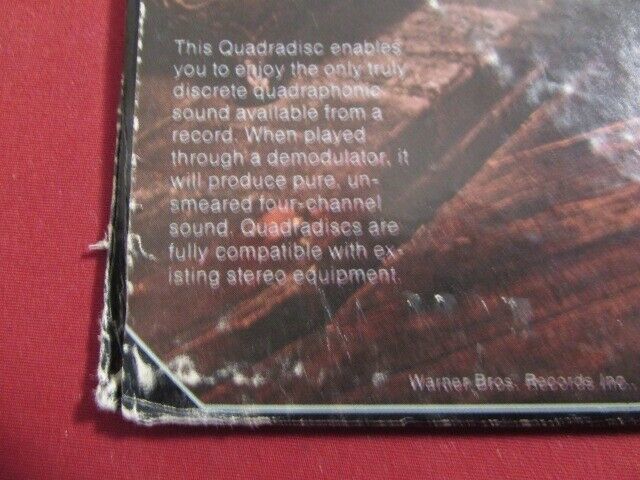 This Quadradisc enables
you to enjoy the only truly
discrete quadraphonic
sound available from a
record. When played
through a demodulator, it
will produce pure, un-
smeared four-channel
sound. Quadradiscs are
fully compatible with ex-
isting stereo equipment.
Warner Bros. Records Inc.